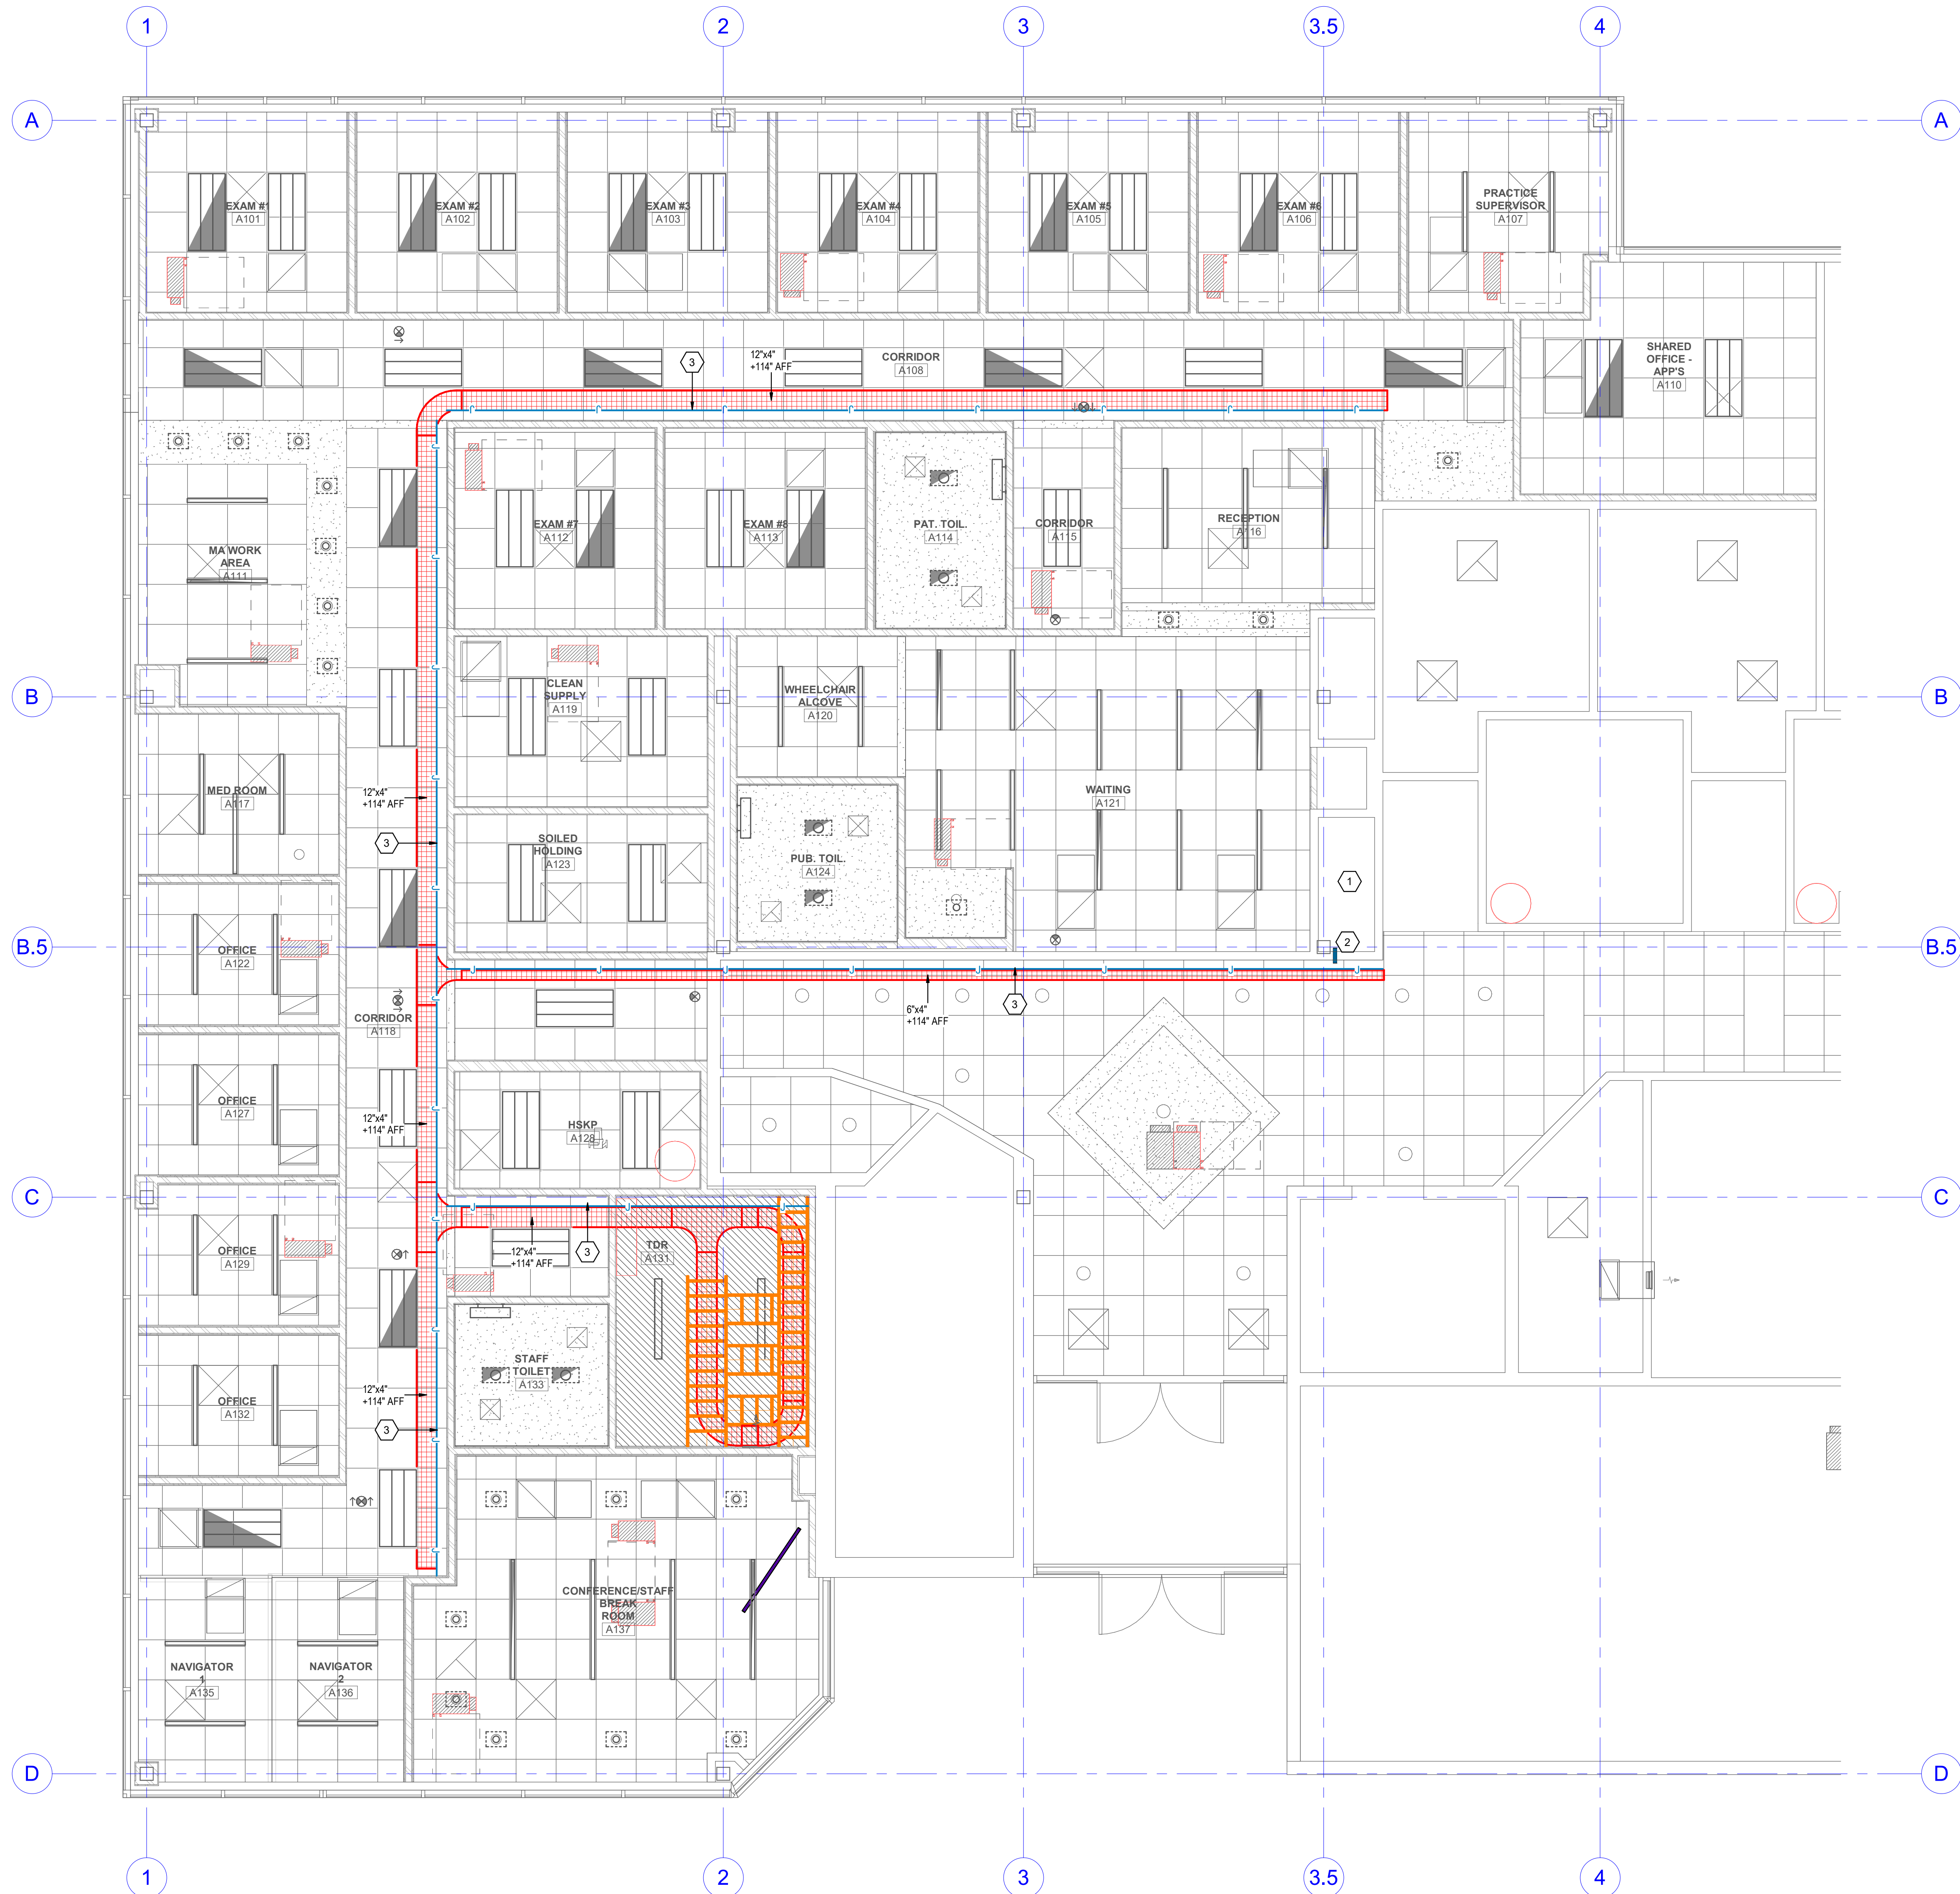 1
2
3
3.5
4
A
A
EXAM #1
A101
EXAM #2
A102
EXAM #3
A103
EXAM #4
A104
EXAM #5
A105
EXAM #6
A106
PRACTICE
SUPERVISOR
A107
3
12"x4"
+114" AFF
CORRIDOR
A108
SHARED
OFFICE -
APP'S
A110
MA WORK
AREA
A111
EXAM #7
A112
EXAM #8
A113
PAT. TOIL.
A114
CORRIDOR
A115
RECEPTION
A116
B
B
CLEAN
SUPPLY
A119
WHEELCHAIR
ALCOVE
A120
MED ROOM
A117
12"x4"
+114" AFF
WAITING
A121
3
SOILED
HOLDING
A123
PUB. TOIL.
A124
1
B.5
B.5
OFFICE
A122
2
3
6"x4"
+114" AFF
CORRIDOR
A118
OFFICE
A127
12"x4"
+114" AFF
HSKP
A128
C
C
OFFICE
A129
12"x4"
+114" AFF
3
TDR
A131
STAFF
TOILET
A133
12"x4"
+114" AFF
OFFICE
A132
3
CONFERENCE/STAFF
BREAK
ROOM
A137
NAVIGATOR
1
A135
NAVIGATOR
2
A136
D
D
1
2
3
3.5
4